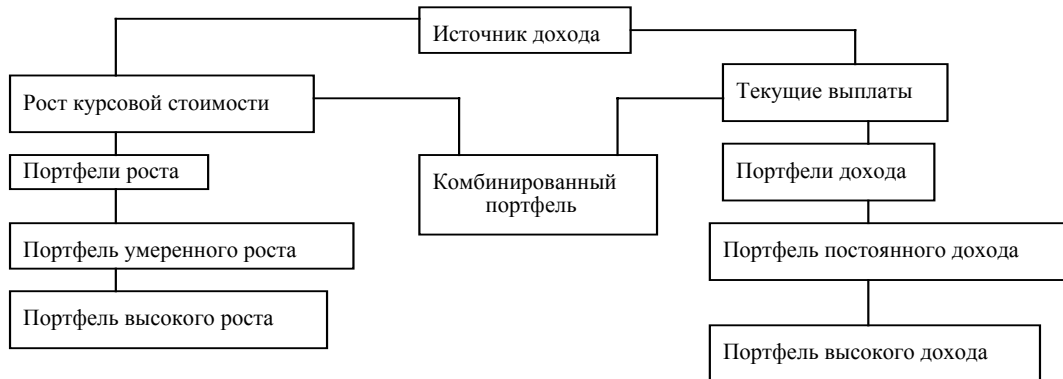 Источник дохода
Рост курсовой стоимости
Текущие выплаты
Портфели роста
Комбинированный
портфель
Портфели дохода
Портфель умеренного роста
Портфель постоянного дохода
Портфель высокого роста
Портфель высокого дохода